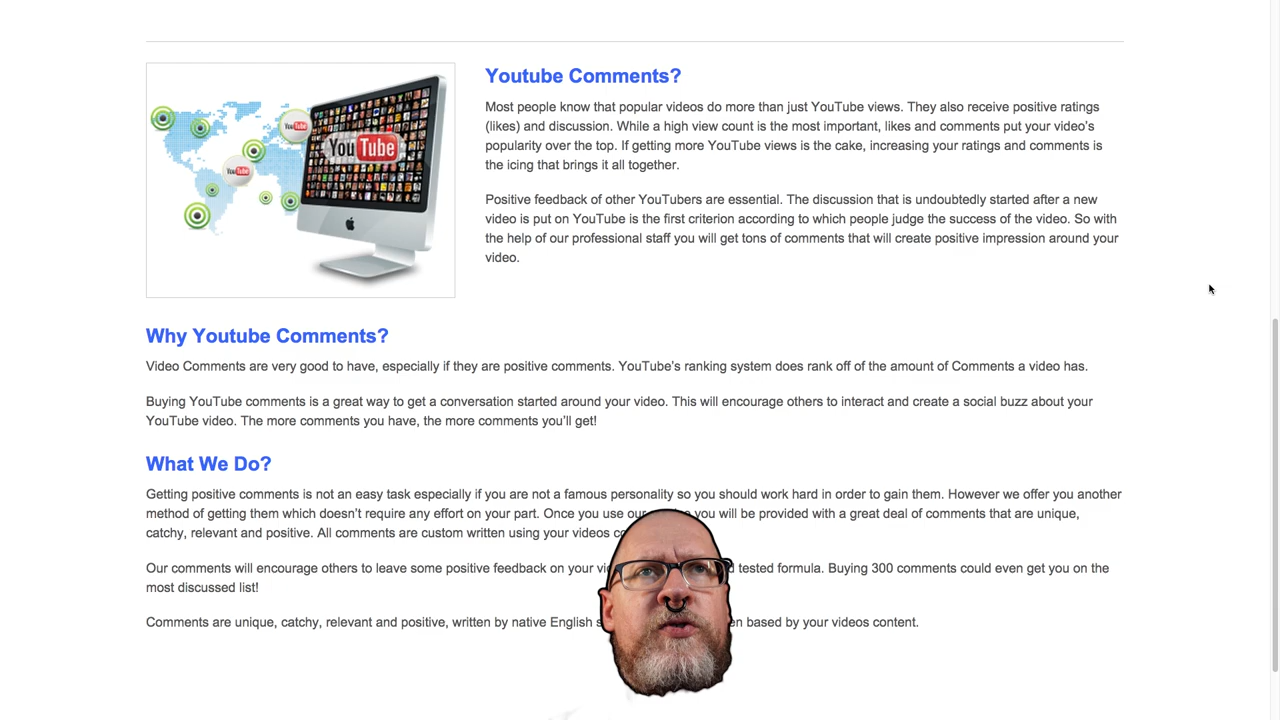 Youtube Comments?
Most people know that popular videos do more than just YouTube views. They also receive positive ratings
(likes) and discussion. While a high view count is the most important, likes and comments put your video's
popularity over the top. If getting more YouTube views is the cake, increasing your ratings and comments is
the icing that brings it all together.
Positive feedback of other YouTubers are essential. The discussion that is undoubtedly started after a new
video is put on YouTube is the first criterion according to which people judge the success of the video. So with
the help of our professional staff you will get tons of comments that will create positive impression around your
video.
YouTube
YouTube
YouTube
Why Youtube Comments?
Video Comments are very good to have, especially if they are positive comments. YouTube's ranking system does rank off of the amount of Comments a video has.
Buying YouTube comments is a great way to get a conversation started around your video. This will encourage others to interact and create a social buzz about your
YouTube video. The more comments you have, the more comments you'll get!
What We Do?
Getting positive comments is not an easy task especially if you are not a famous personality so you should work hard in order to gain them. However we offer you another
method of getting them which doesn't require any effort on your part. Once you use our you will be provided with a great deal of comments that are unique,
catchy, relevant and positive. All comments are custom written using your videos
Our comments will encourage others to leave some positive feedback on your tested formula. Buying 300 comments could even get you on the
most discussed list!
Comments are unique, catchy, relevant and positive, written by native English based by your videos content.